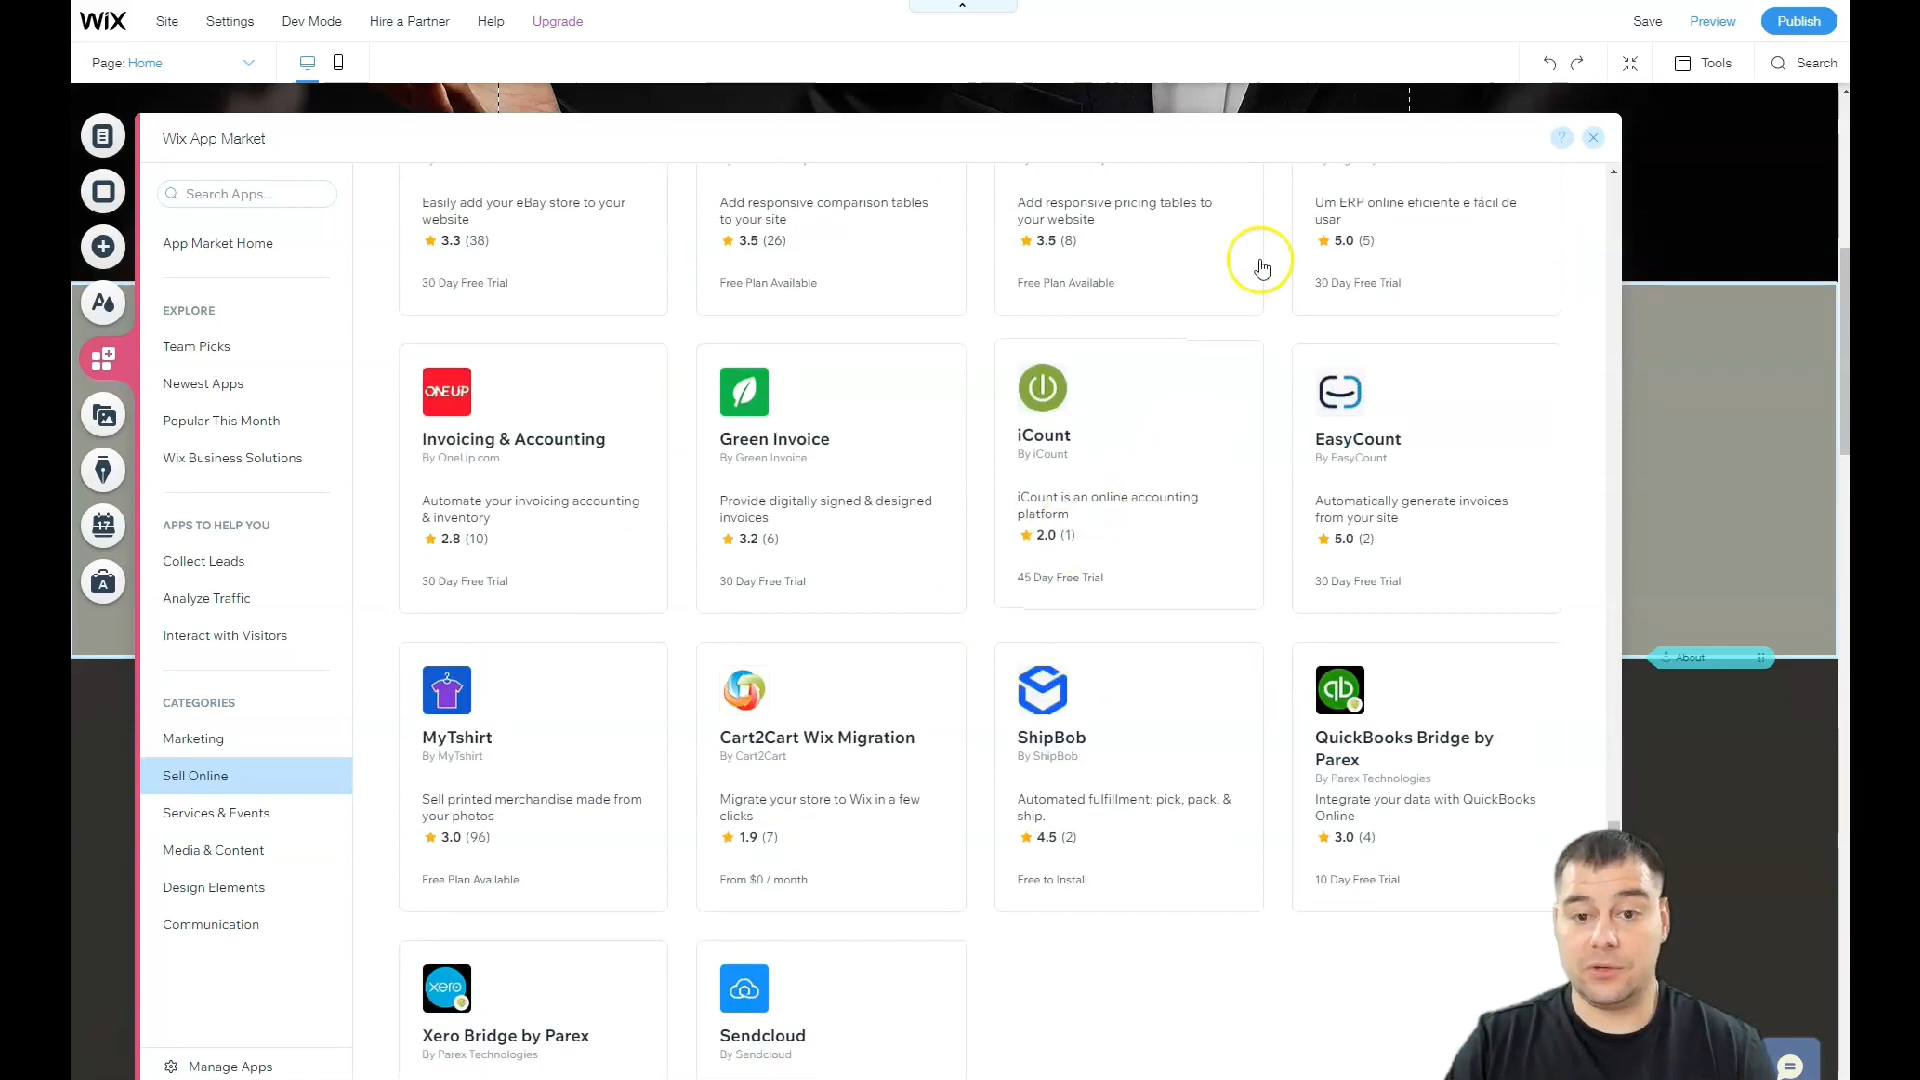 WiX Site Settings Dev Mode Hire a Partner Help Upgrade Save Preview Publish
Page: Home Tools Search
Wix App Market ?
Search Apps...
App Market Home
EXPLORE
Team Picks
Newest Apps
Popular This Month
Wix Business Solutions
APPS TO HELP YOU
Collect Leads
Analyze Traffic
Interact with Visitors
CATEGORIES
Marketing
Sell Online
Services & Events
Media & Content
Design Elements
Communication
Manage Apps
Easily add your eBay store to your
website
3.3 (38)
30 Day Free Trial
Add responsive comparison tables
to your site
3.5 (26)
Free Plan Available
Add responsive pricing tables to
your website
3.5 (8)
Free Plan Available
Um ERP online eficiente e fácil de
usar
5.0 (5)
30 Day Free Trial
ONEUP
Invoicing & Accounting
By OneUp.com
Automate your invoicing accounting
& inventory
2.8 (10)
30 Day Free Trial
Green Invoice
By Green Invoice
Provide digitally signed & designed
invoices
3.2 (6)
30 Day Free Trial
iCount
By iCount
iCount is an online accounting
platform
2.0 (1)
45 Day Free Trial
EasyCount
By EasyCount
Automatically generate invoices
from your site
5.0 (2)
30 Day Free Trial
MyTshirt
By MyTshirt
Sell printed merchandise made from
your photos
3.0 (96)
Free Plan Available
Cart2Cart Wix Migration
By Cart2Cart
Migrate your store to Wix in a few
clicks
1.9 (7)
From $0 / month
ShipBob
By ShipBob
Automated fulfillment: pick, pack, &
ship.
4.5 (2)
Free to Install
qb
QuickBooks Bridge by
Parex
By Parex Technologies
Integrate your data with QuickBooks
Online
3.0 (4)
10 Day Free Trial
xero
Xero Bridge by Parex
By Parex Technologies
Sendcloud
By Sendcloud
About
17
A
A